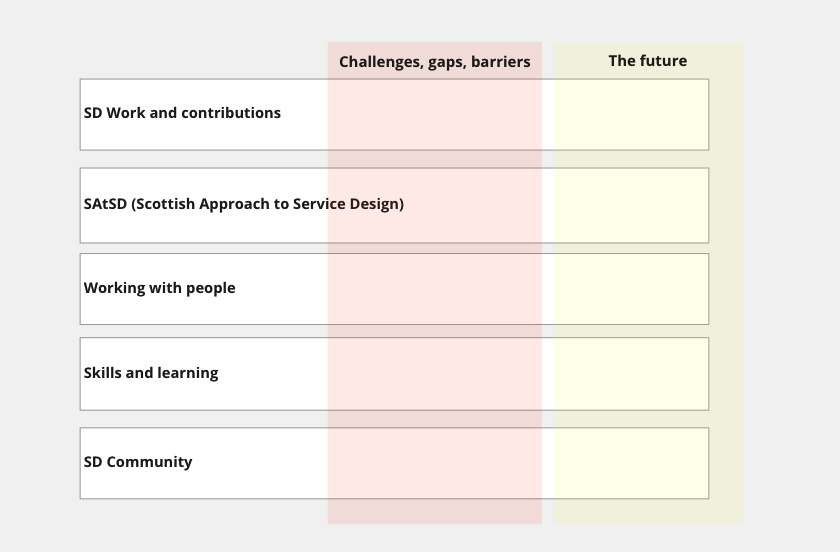 Challenges, gaps, barriers
The future
SD Work and contributions
SAtSD (Scottish Approach to Service Design)
Working with people
Skills and learning
SD Community